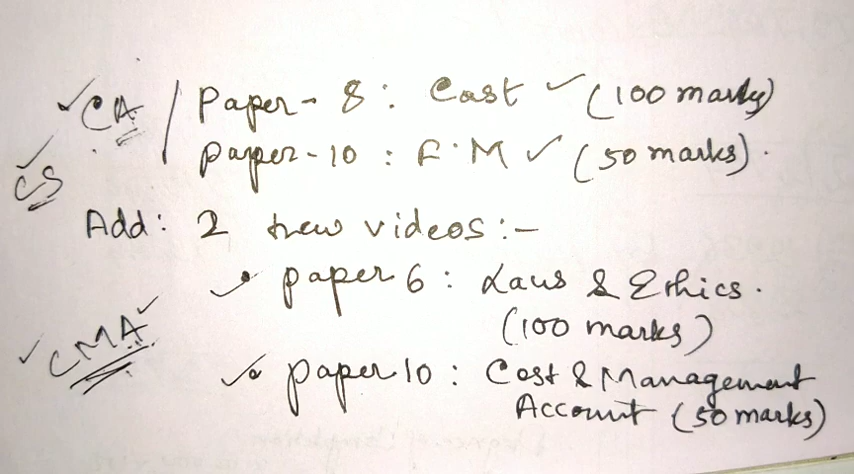 ✓ CA / Paper - 8 : Cost ✓ (100 marks)
Paper - 10 : F.M ✓ (50 marks).
✓ CS
Add : 2 new videos :-
paper 6 : Laws & Ethics.
(100 marks)
✓ CMA ✓
paper 10 : Cost & Management
Account (50 marks)